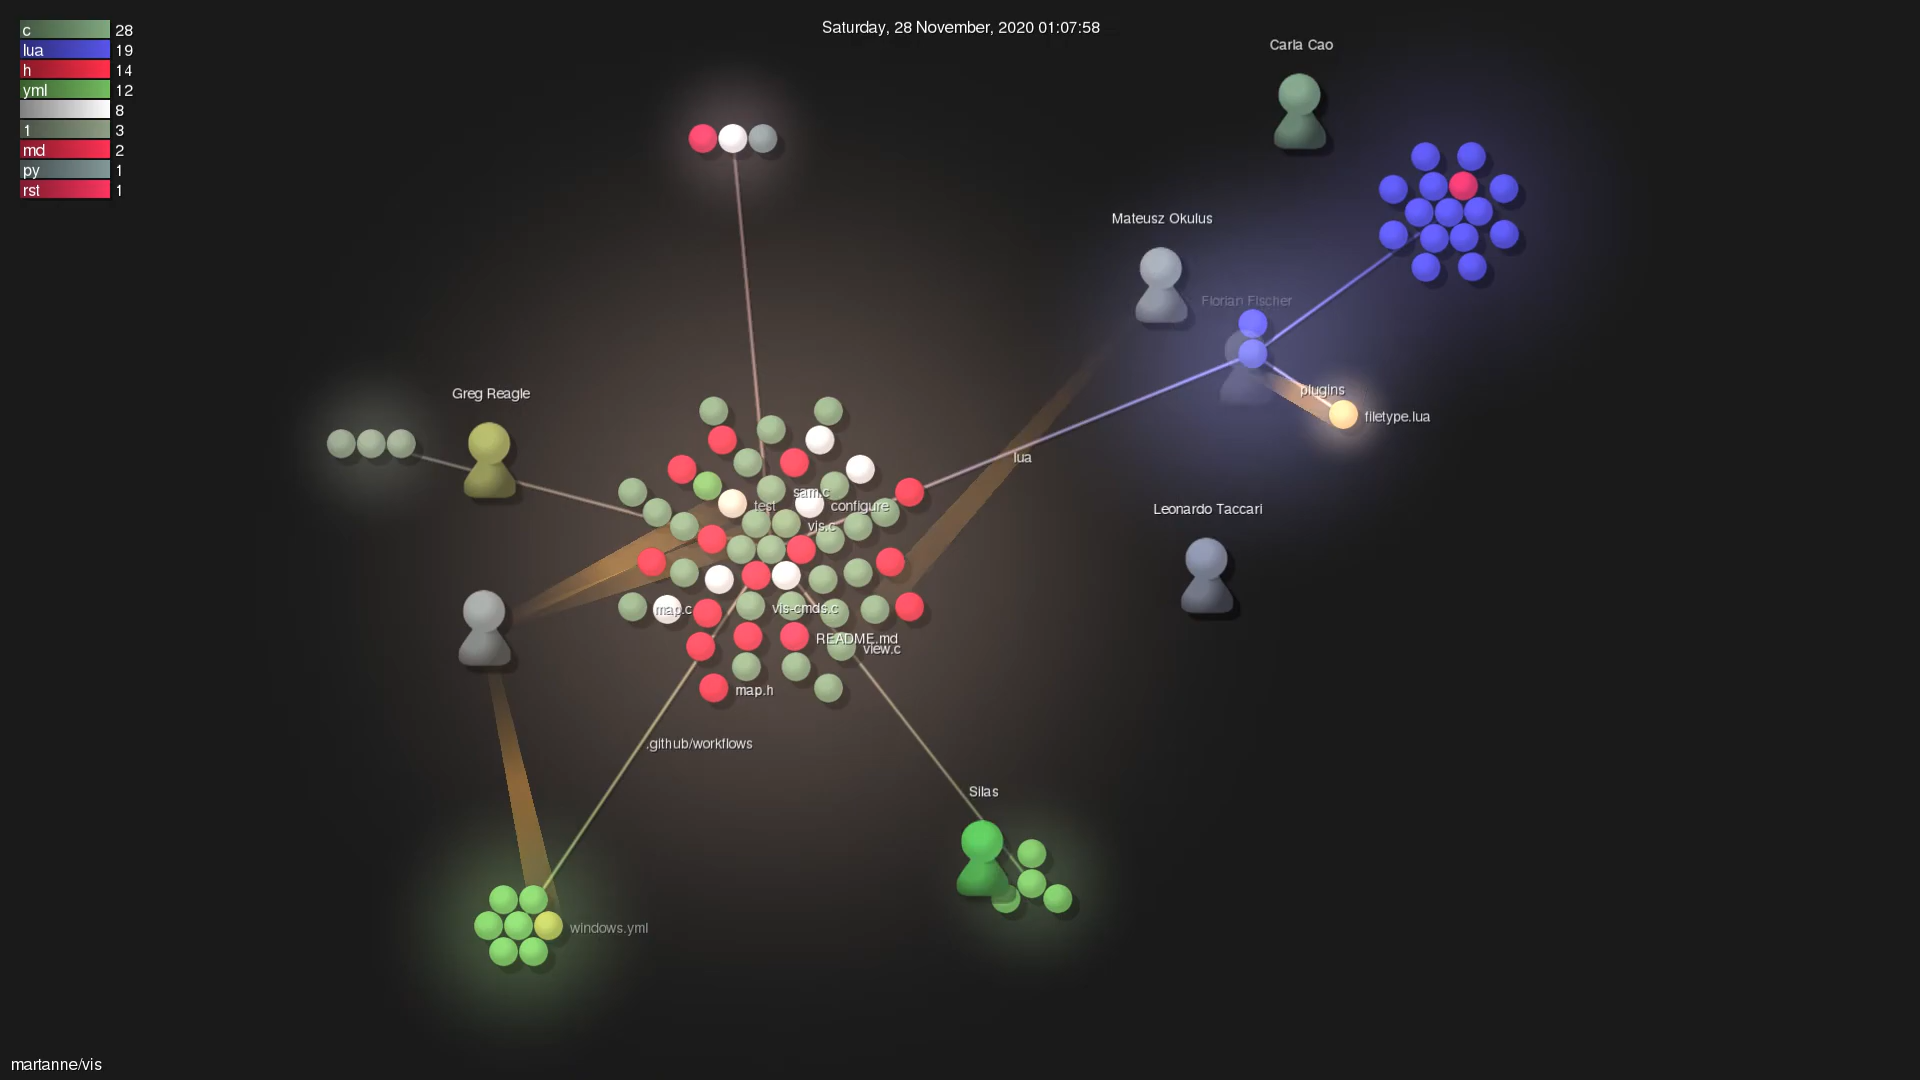 Saturday, 28 November, 2020 01:07:58
c 28
lua 19
h 14
yml 12
8
1 3
md 2
py 1
rst 1
Carla Cao
Mateusz Okulus
Florian Fischer
plugins
filetype.lua
Greg Reagle
lua
sam.c
test
configure
vis.c
Leonardo Taccari
map.c
vis-cmds.c
README.md
view.c
map.h
.github/workflows
Silas
windows.yml
martanne/vis